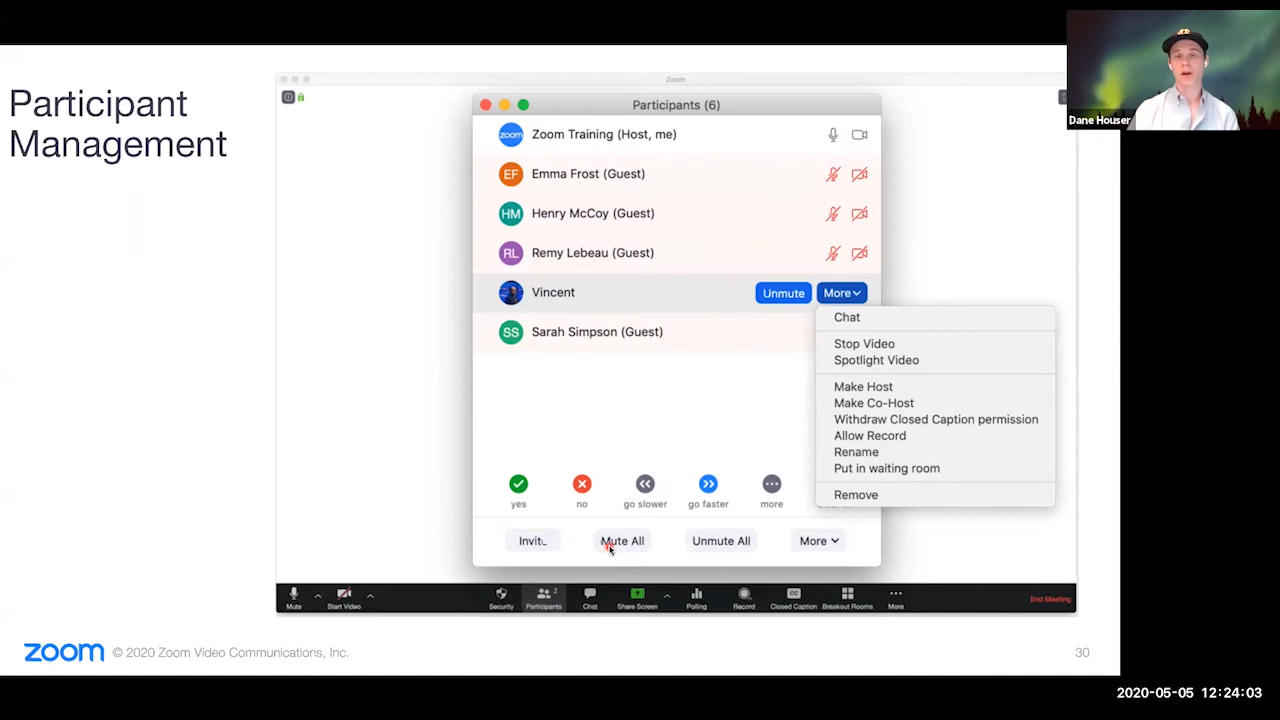 Participant
Management
Zoom
Participants (6)
zoom Zoom Training (Host, me)
EF Emma Frost (Guest)
HM Henry McCoy (Guest)
RL Remy Lebeau (Guest)
Vincent Unmute More
SS Sarah Simpson (Guest)
Chat
Stop Video
Spotlight Video
Make Host
Make Co-Host
Withdraw Closed Caption permission
Allow Record
Rename
Put in waiting room
Remove
yes no go slower go faster more
Invite Mute All Unmute All More
Mute Start Video Security Participants 2 Chat Share Screen Polling Record CC Closed Caption Breakout Rooms More End Meeting
zoom © 2020 Zoom Video Communications, Inc. 30
Dane Houser
2020-05-05 12:24:03